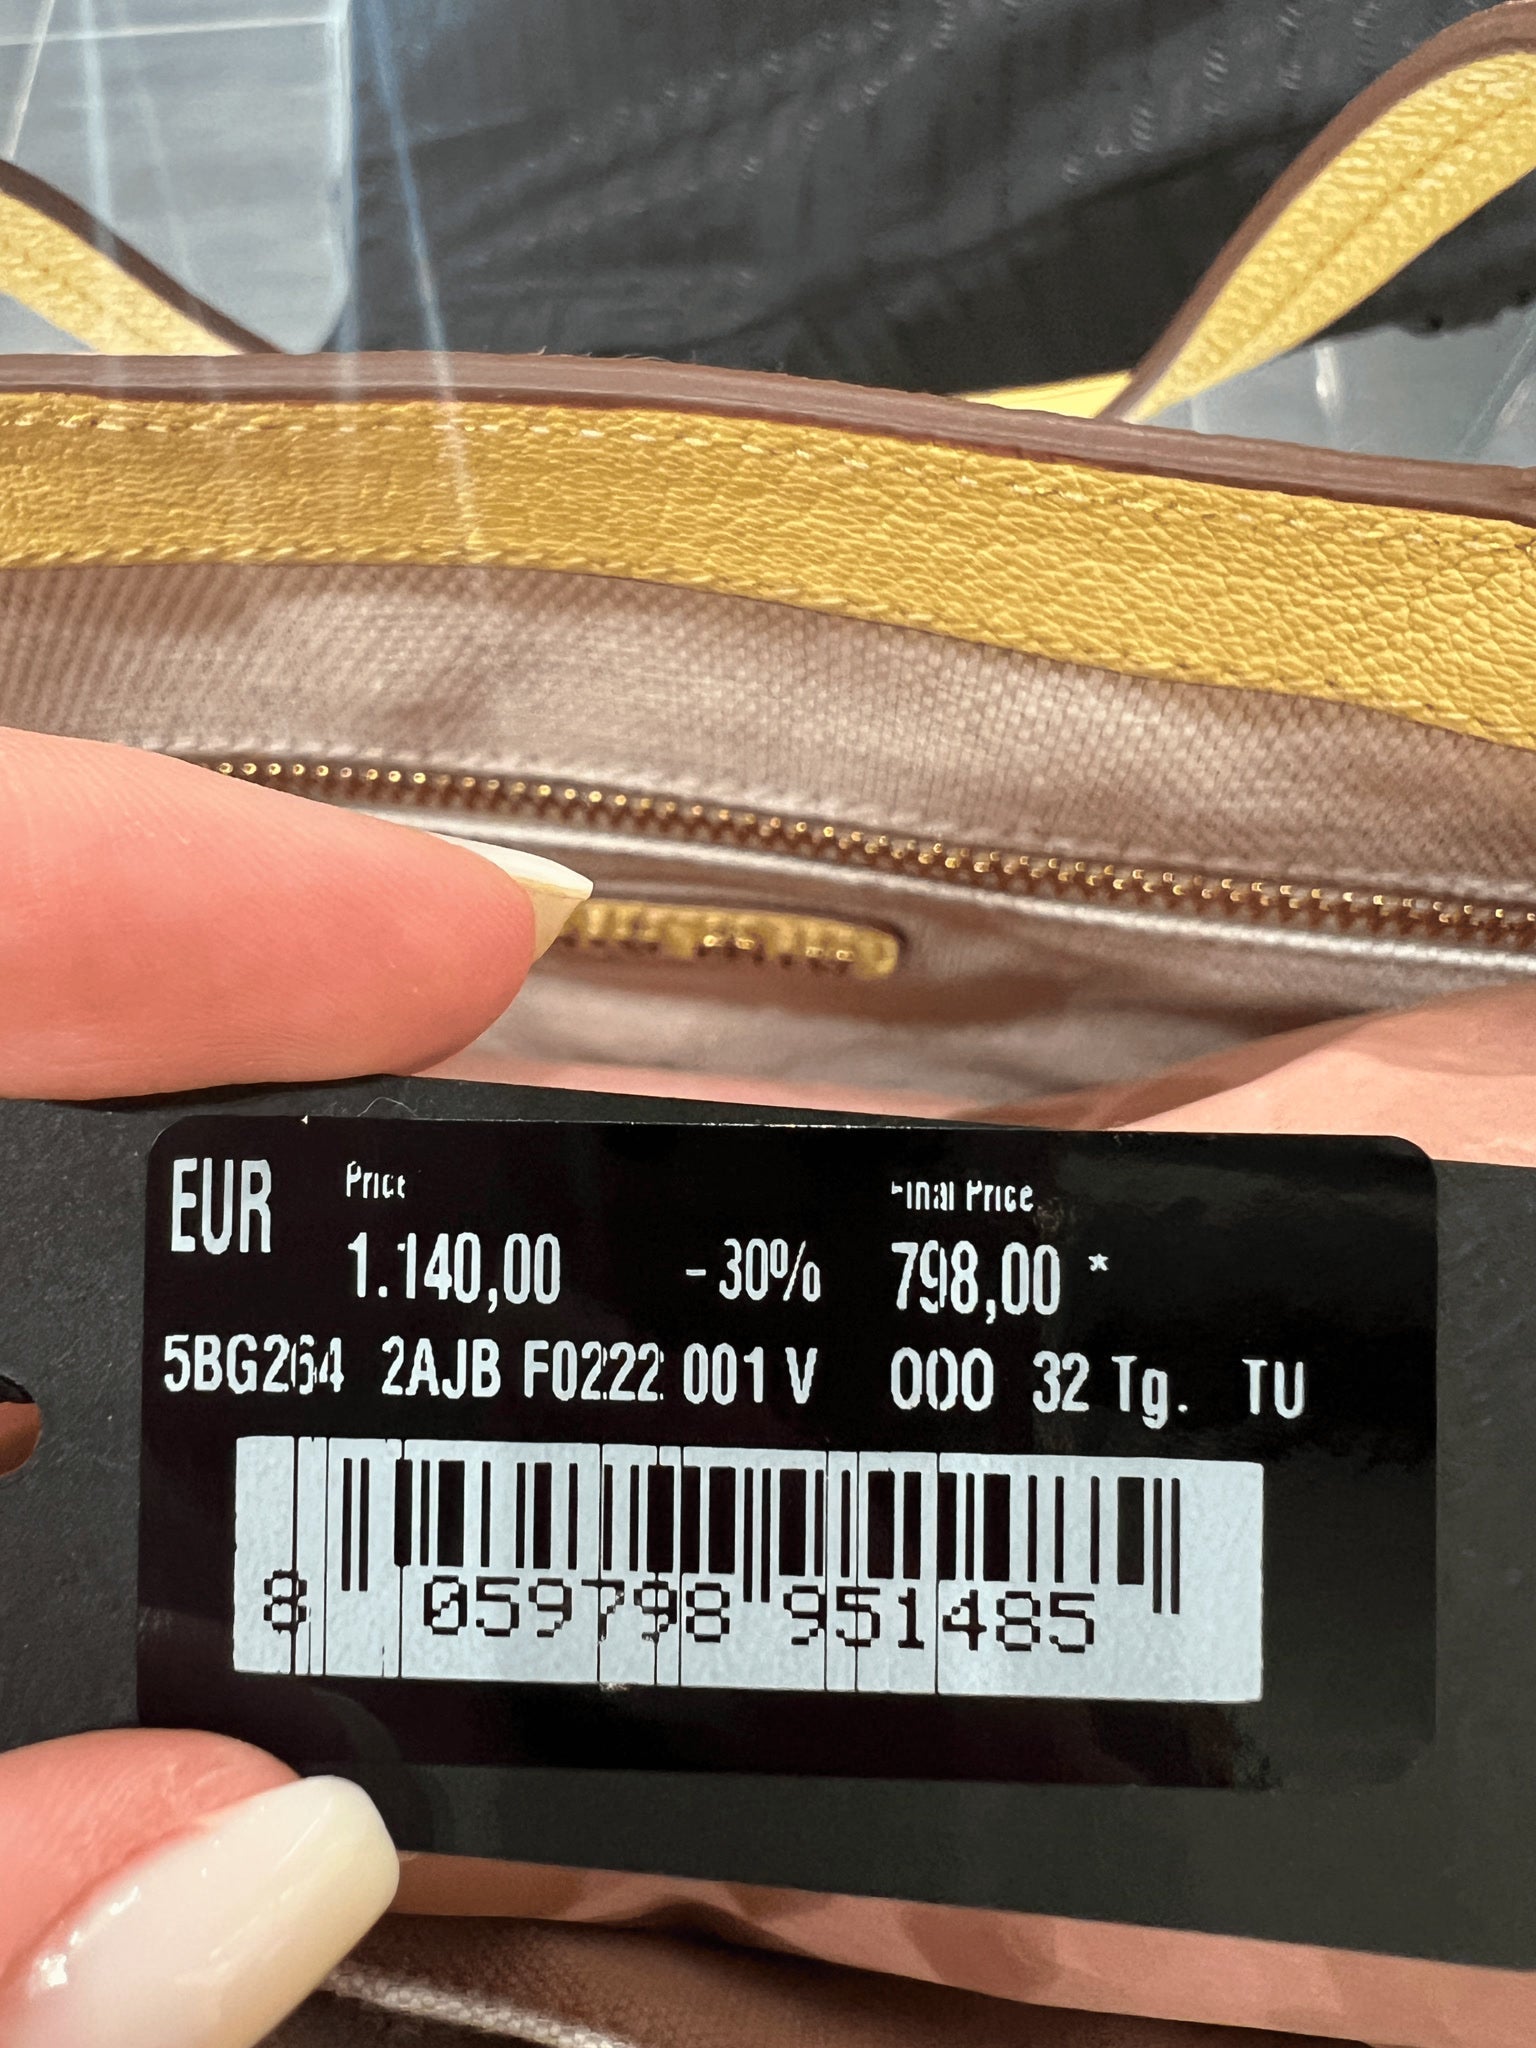 EUR Price Final Price
1.140,00 -30% 798,00 *
5BG264 2AJB F0222 001 V 000 32 Tg. TU
8 059798 951485